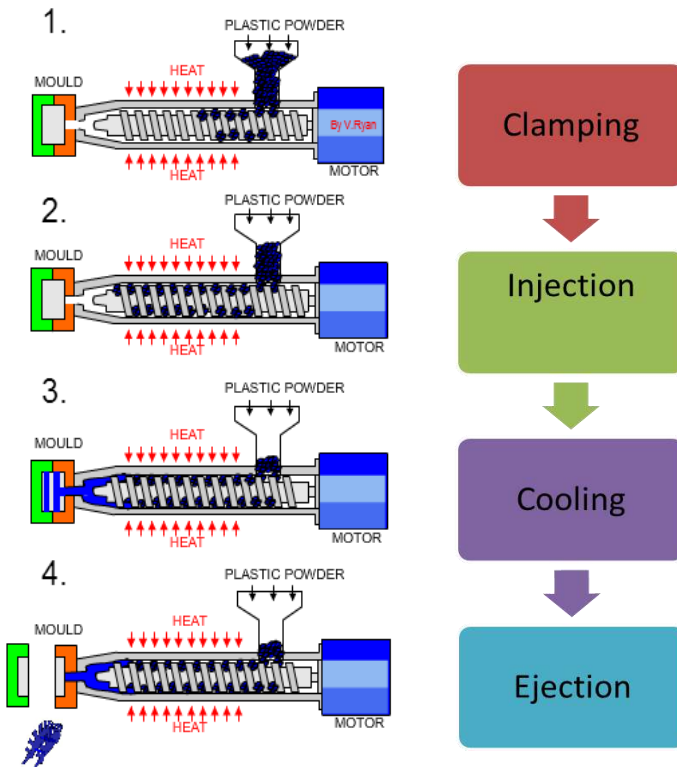 1.
PLASTIC POWDER
MOULD
HEAT
By V.Ryan
HEAT
MOTOR
2.
PLASTIC POWDER
MOULD
HEAT
HEAT
MOTOR
3.
PLASTIC POWDER
MOULD
HEAT
HEAT
MOTOR
4.
PLASTIC POWDER
MOULD
HEAT
HEAT
MOTOR
Clamping
Injection
Cooling
Ejection